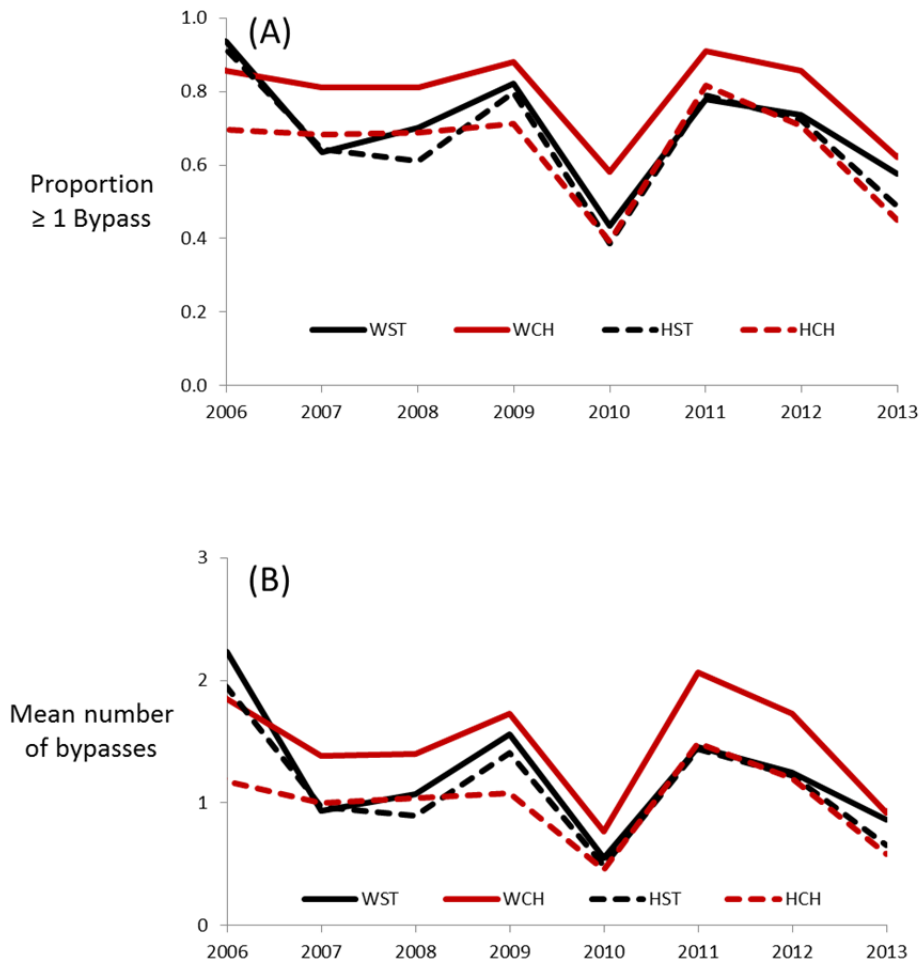 (A)
1.0
0.8
0.6
0.4
0.2
0.0
Proportion
≥ 1 Bypass
WST WCH HST HCH
2006 2007 2008 2009 2010 2011 2012 2013
(B)
3
2
1
0
Mean number
of bypasses
WST WCH HST HCH
2006 2007 2008 2009 2010 2011 2012 2013